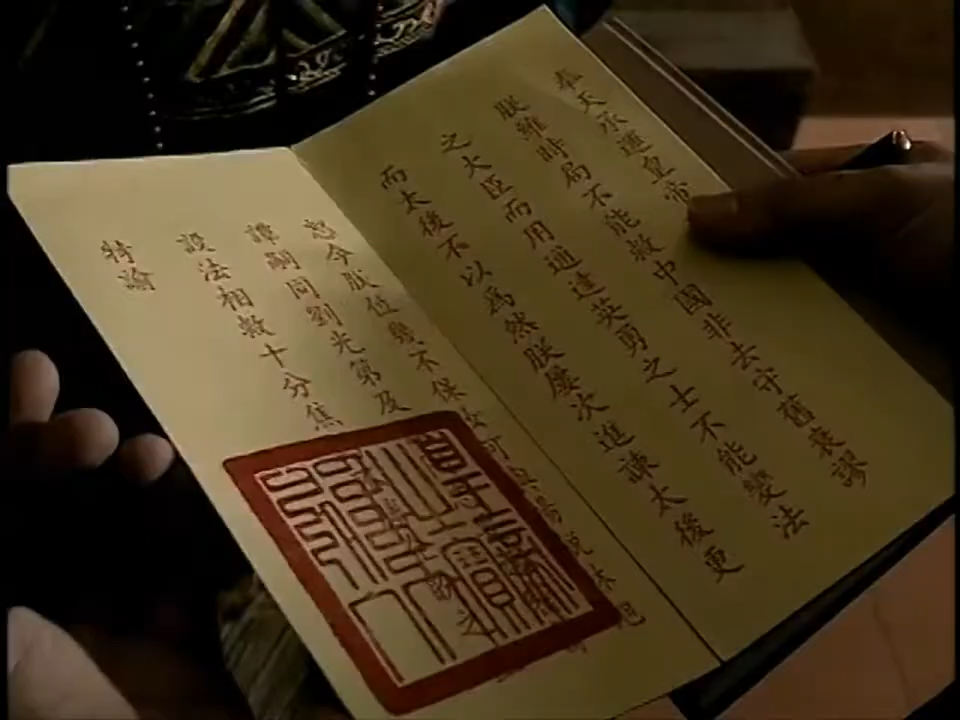 奉天承運皇帝
朕維時局不能救中國非去守舊衰謬
之大臣而用通達英勇之士不能變法
而太後不以為然朕屢次進諫太後更
怒今朕位幾不保
譚嗣同劉光第及
設法相救十分焦
特諭